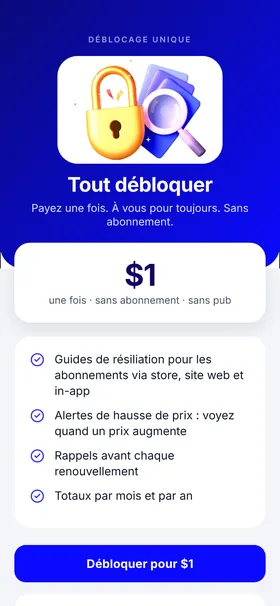 DÉBLOCAGE UNIQUE
Tout débloquer
Payez une fois. À vous pour toujours. Sans
abonnement.
$1
une fois · sans abonnement · sans pub
Guides de résiliation pour les
abonnements via store, site web et
in-app
Alertes de hausse de prix : voyez
quand un prix augmente
Rappels avant chaque
renouvellement
Totaux par mois et par an
Débloquer pour $1